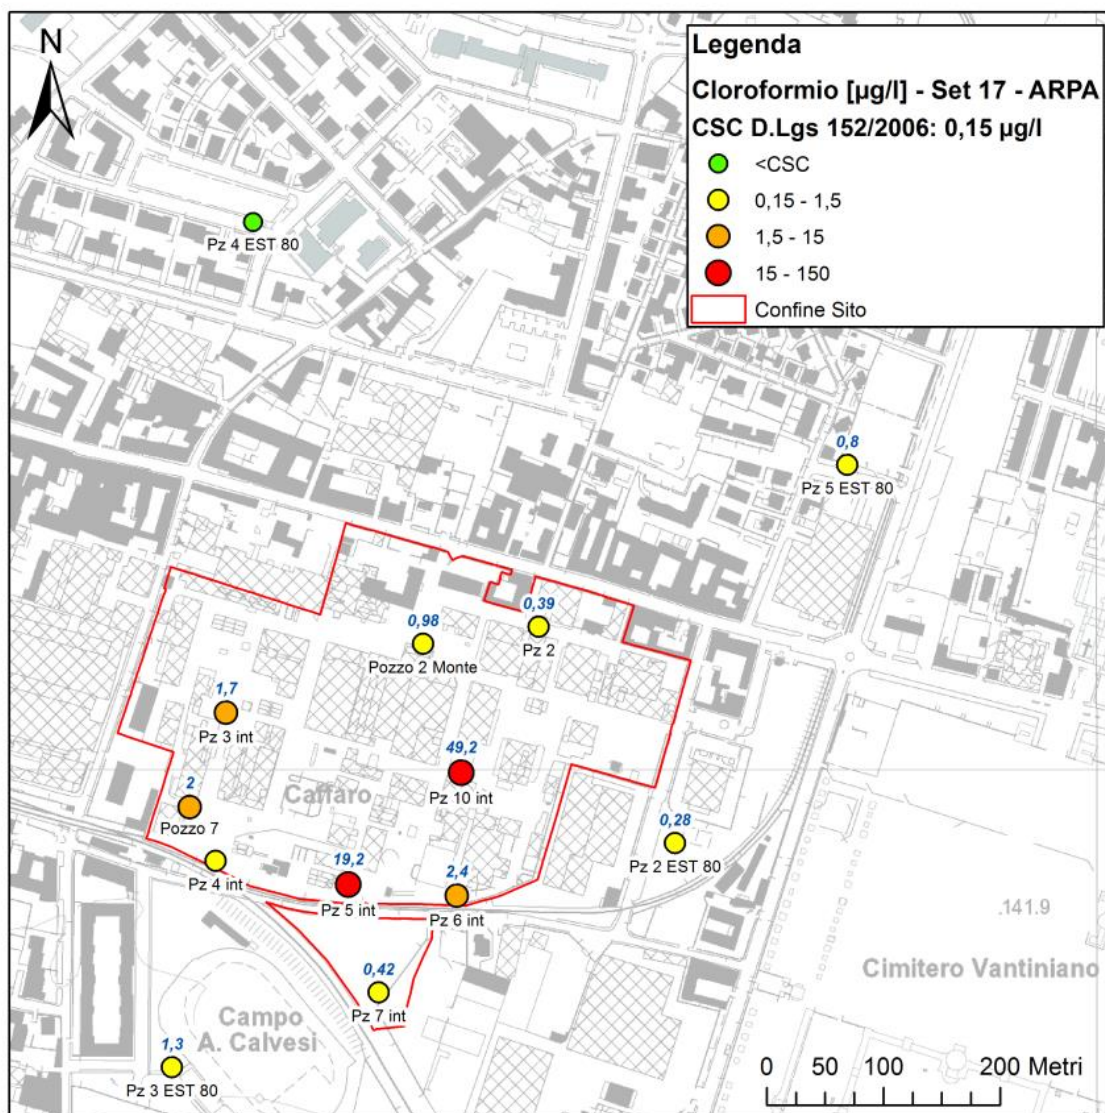 N
Legenda
Cloroformio [µg/l] - Set 17 - ARPA
CSC D.Lgs 152/2006: 0,15 µg/l
<CSC
0,15 - 1,5
1,5 - 15
15 - 150
Confine Sito
Pz 4 EST 80
0,8
Pz 5 EST 80
0,39
Pz 2
0,98
Pozzo 2 Monte
1,7
Pz 3 int
49,2
Pz 10 int
Caffaro
2
Pozzo 7
0,28
Pz 2 EST 80
Pz 4 int
19,2
Pz 5 int
2,4
Pz 6 int
.141.9
Cimitero Vantiniano
0,42
Pz 7 int
Campo
A. Calvesi
1,3
Pz 3 EST 80
0 50 100 200 Metri